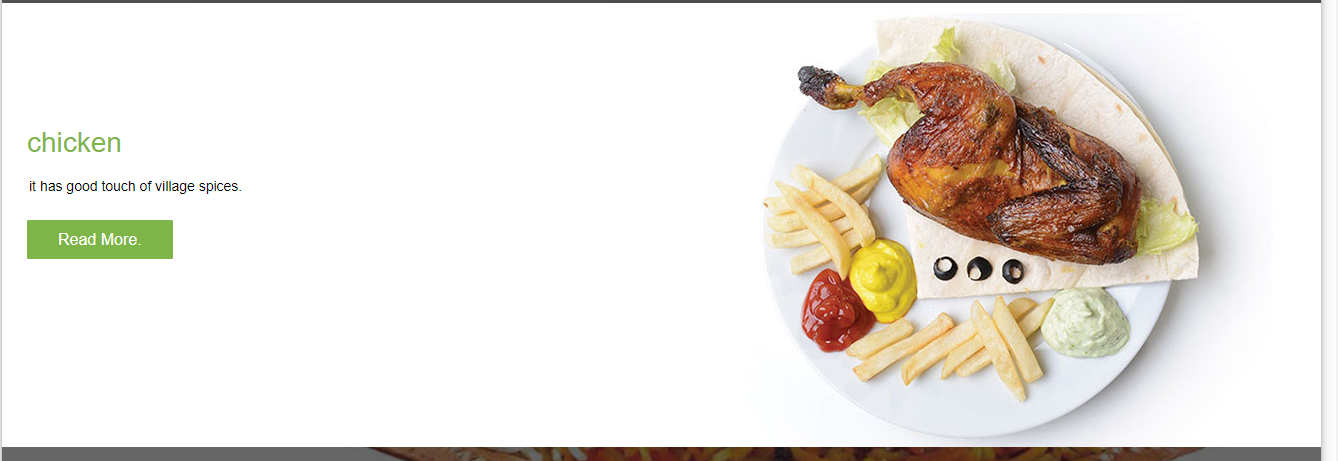 chicken
it has good touch of village spices.
Read More.